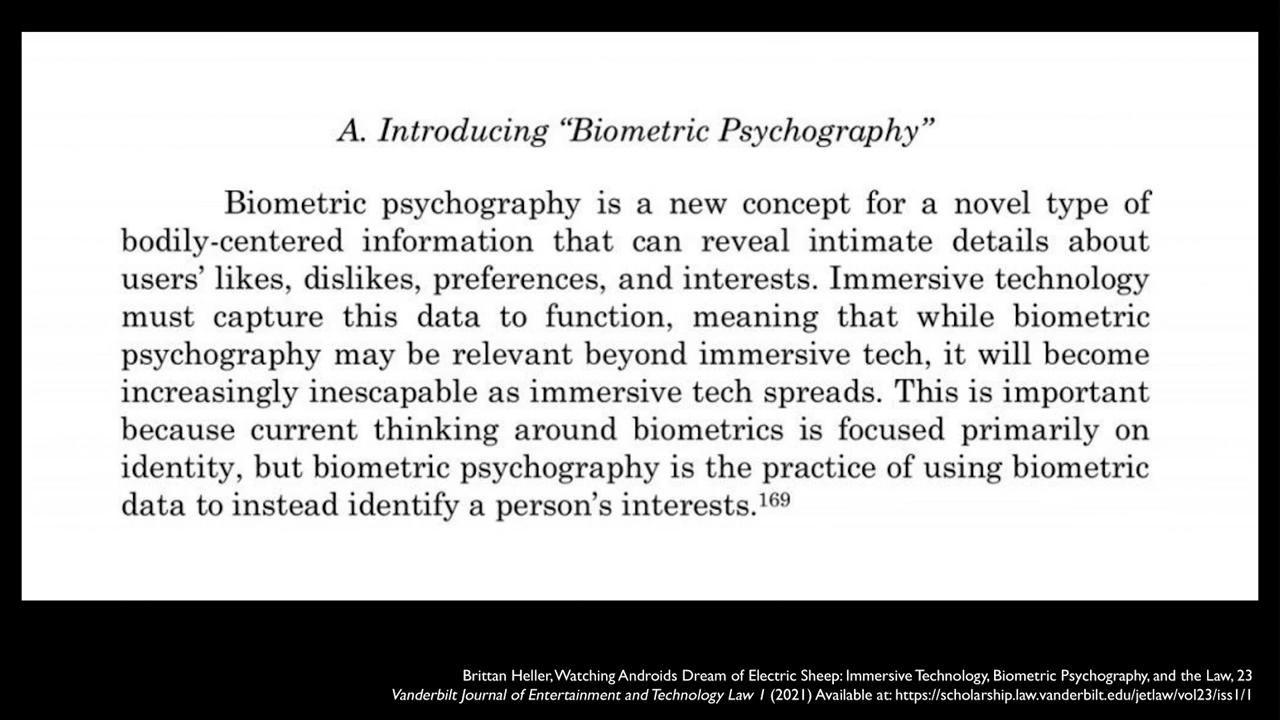 A. Introducing “Biometric Psychography”
Biometric psychography is a new concept for a novel type of
bodily-centered information that can reveal intimate details about
users’ likes, dislikes, preferences, and interests. Immersive technology
must capture this data to function, meaning that while biometric
psychography may be relevant beyond immersive tech, it will become
increasingly inescapable as immersive tech spreads. This is important
because current thinking around biometrics is focused primarily on
identity, but biometric psychography is the practice of using biometric
data to instead identify a person’s interests.169
Brittan Heller, Watching Androids Dream of Electric Sheep: Immersive Technology, Biometric Psychography, and the Law, 23
Vanderbilt Journal of Entertainment and Technology Law 1 (2021) Available at: https://scholarship.law.vanderbilt.edu/jetlaw/vol23/iss1/1